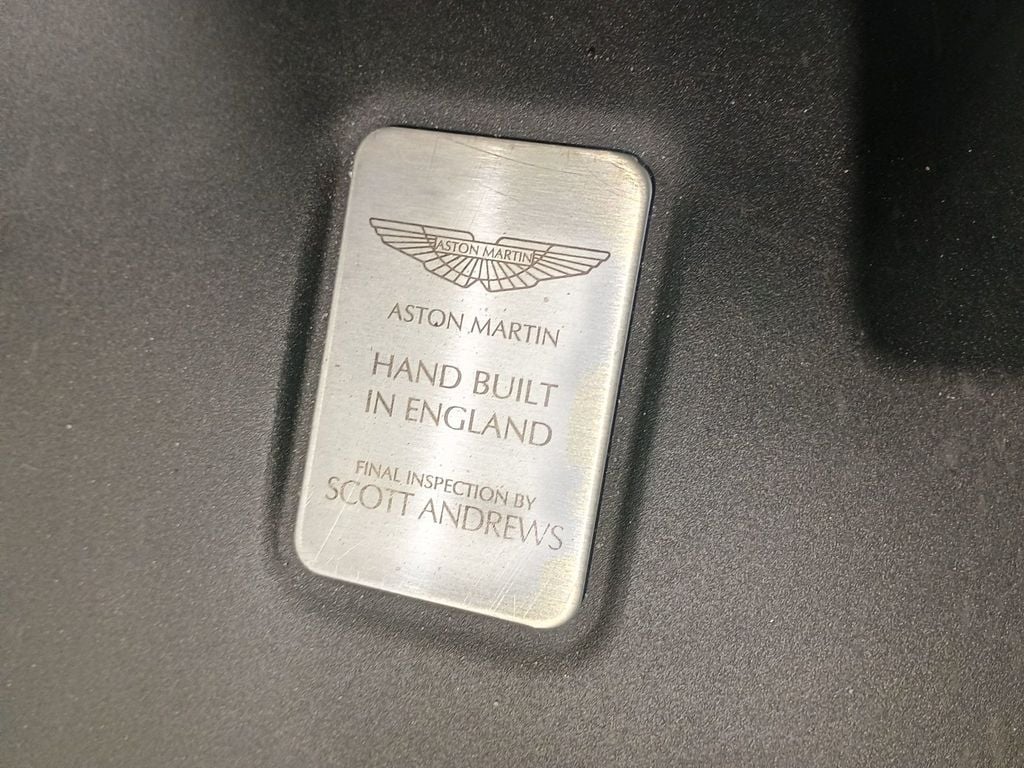 ASTON MARTIN
ASTON MARTIN
HAND BUILT
IN ENGLAND
FINAL INSPECTION BY
SCOTT ANDREWS